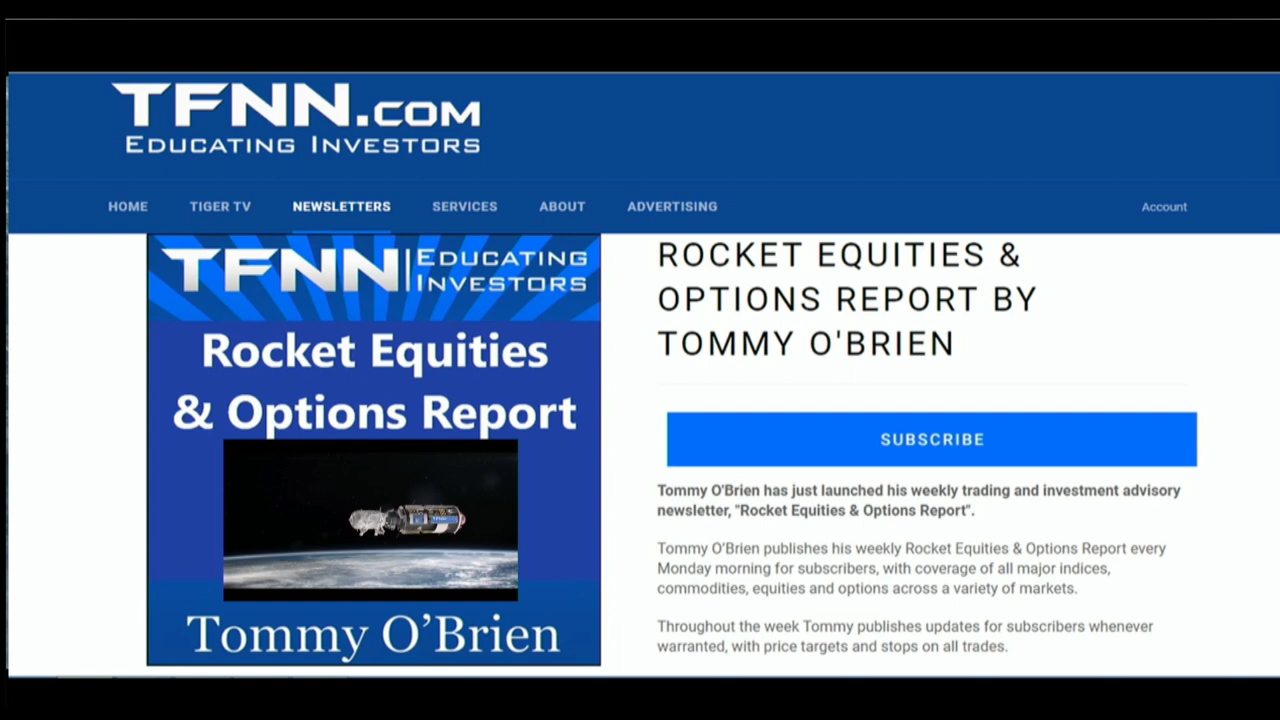 TFNN.COM
EDUCATING INVESTORS
HOME TIGER TV NEWSLETTERS SERVICES ABOUT ADVERTISING Account
TFNN EDUCATING
INVESTORS
Rocket Equities
& Options Report
TFNN
Tommy O’Brien
ROCKET EQUITIES &
OPTIONS REPORT BY
TOMMY O'BRIEN
SUBSCRIBE
Tommy O'Brien has just launched his weekly trading and investment advisory
newsletter, "Rocket Equities & Options Report".
Tommy O’Brien publishes his weekly Rocket Equities & Options Report every
Monday morning for subscribers, with coverage of all major indices,
commodities, equities and options across a variety of markets.
Throughout the week Tommy publishes updates for subscribers whenever
warranted, with price targets and stops on all trades.